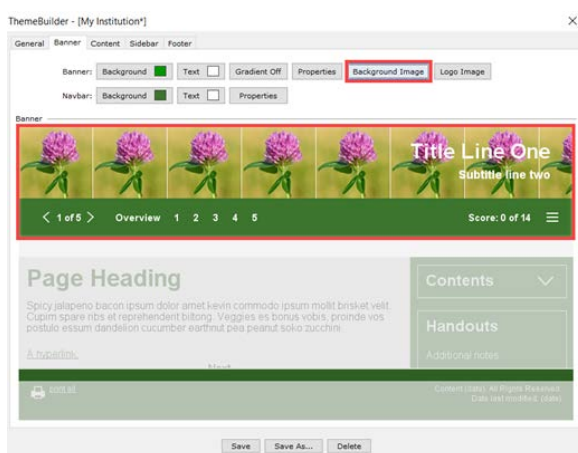 ThemeBuilder - [My Institution*]
General Banner Content Sidebar Footer
Banner: Background Text Gradient Off Properties Background Image Logo Image
Navbar: Background Text Properties
Banner
Title Line One
Subtitle line two
< 1 of 5 > Overview 1 2 3 4 5 Score: 0 of 14
Page Heading
Spicy jalapeno bacon ipsum dolor amet kevin commodo ipsum mollit brisket velit.
Cupim spare ribs et reprehenderit biltong. Veggies es bonus vobis, proinde vos
postulo essum dandelion cucumber earthnut pea peanut soko zucchini.
A hyperlink.
Contents
Handouts
Additional notes
Content (date). All Rights Reserved.
Date last modified: (date)
Save Save As... Delete